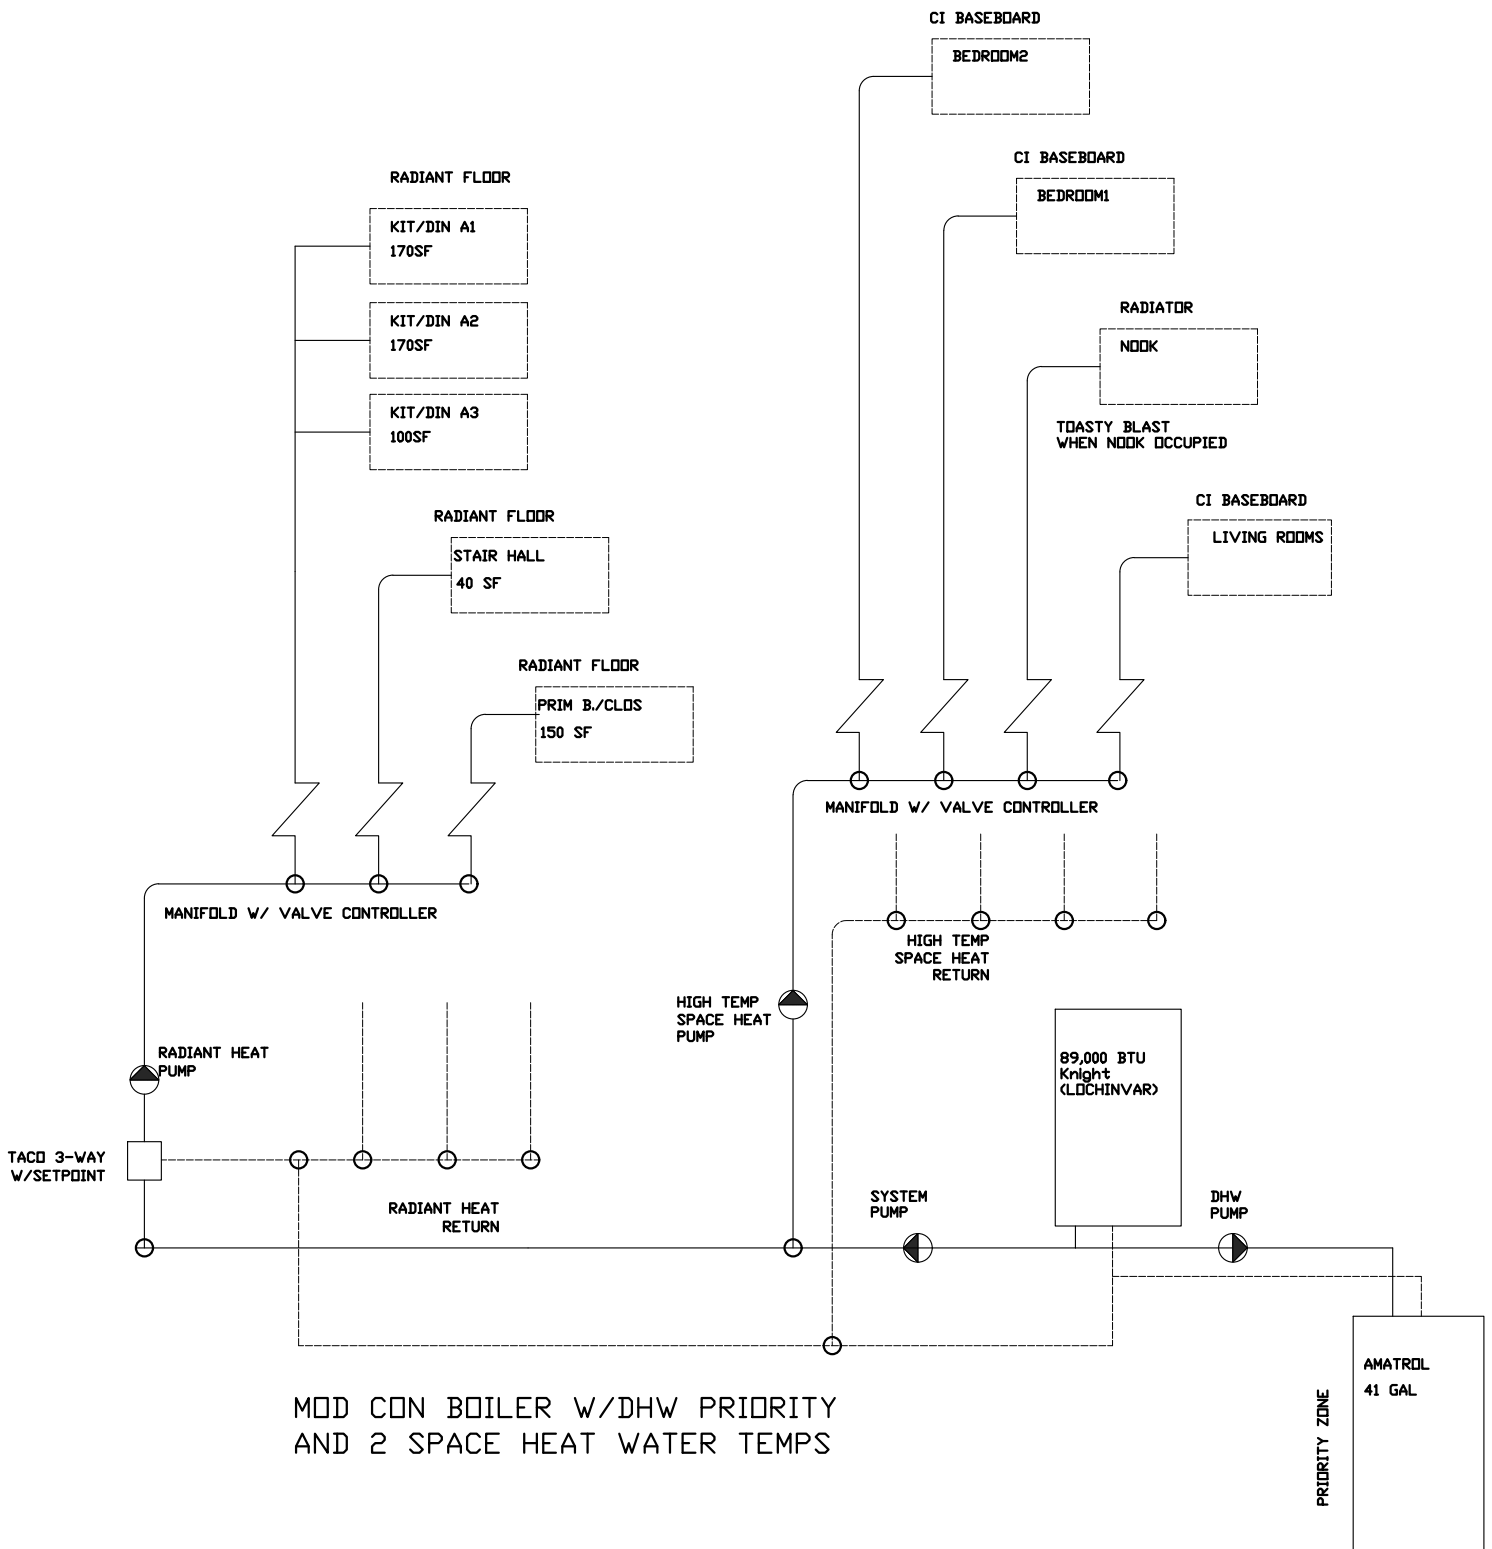 CI BASEBOARD
BEDROOM2
CI BASEBOARD
BEDROOM1
RADIANT FLOOR
KIT/DIN A1
170SF
KIT/DIN A2
170SF
KIT/DIN A3
100SF
RADIATOR
NOOK
TOASTY BLAST
WHEN NOOK OCCUPIED
CI BASEBOARD
LIVING ROOMS
RADIANT FLOOR
STAIR HALL
40 SF
RADIANT FLOOR
PRIM B./CLOS
150 SF
MANIFOLD W/ VALVE CONTROLLER
MANIFOLD W/ VALVE CONTROLLER
HIGH TEMP
SPACE HEAT
RETURN
HIGH TEMP
SPACE HEAT
PUMP
RADIANT HEAT
PUMP
89,000 BTU
Knight
(LOCHINVAR)
TACO 3-WAY
W/SETPOINT
RADIANT HEAT
RETURN
SYSTEM
PUMP
DHW
PUMP
AMATROL
41 GAL
PRIORITY ZONE
MOD CON BOILER W/DHW PRIORITY
AND 2 SPACE HEAT WATER TEMPS